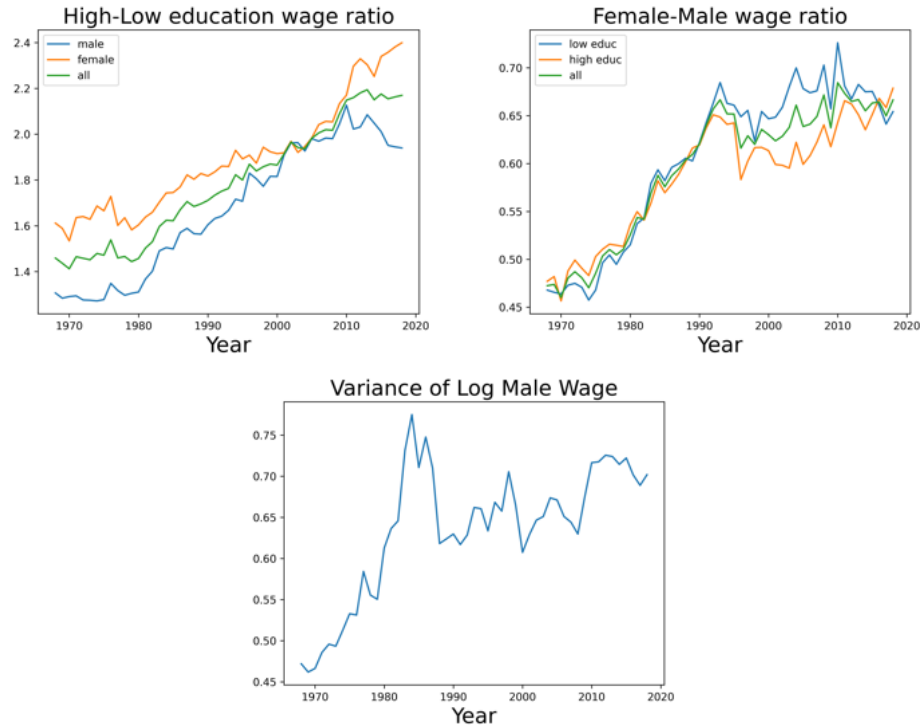 High-Low education wage ratio
2.4
2.2
2.0
1.8
1.6
1.4
male
female
all
1970 1980 1990 2000 2010 2020
Year
Female-Male wage ratio
0.70
0.65
0.60
0.55
0.50
0.45
low educ
high educ
all
1970 1980 1990 2000 2010 2020
Year
Variance of Log Male Wage
0.75
0.70
0.65
0.60
0.55
0.50
0.45
1970 1980 1990 2000 2010 2020
Year